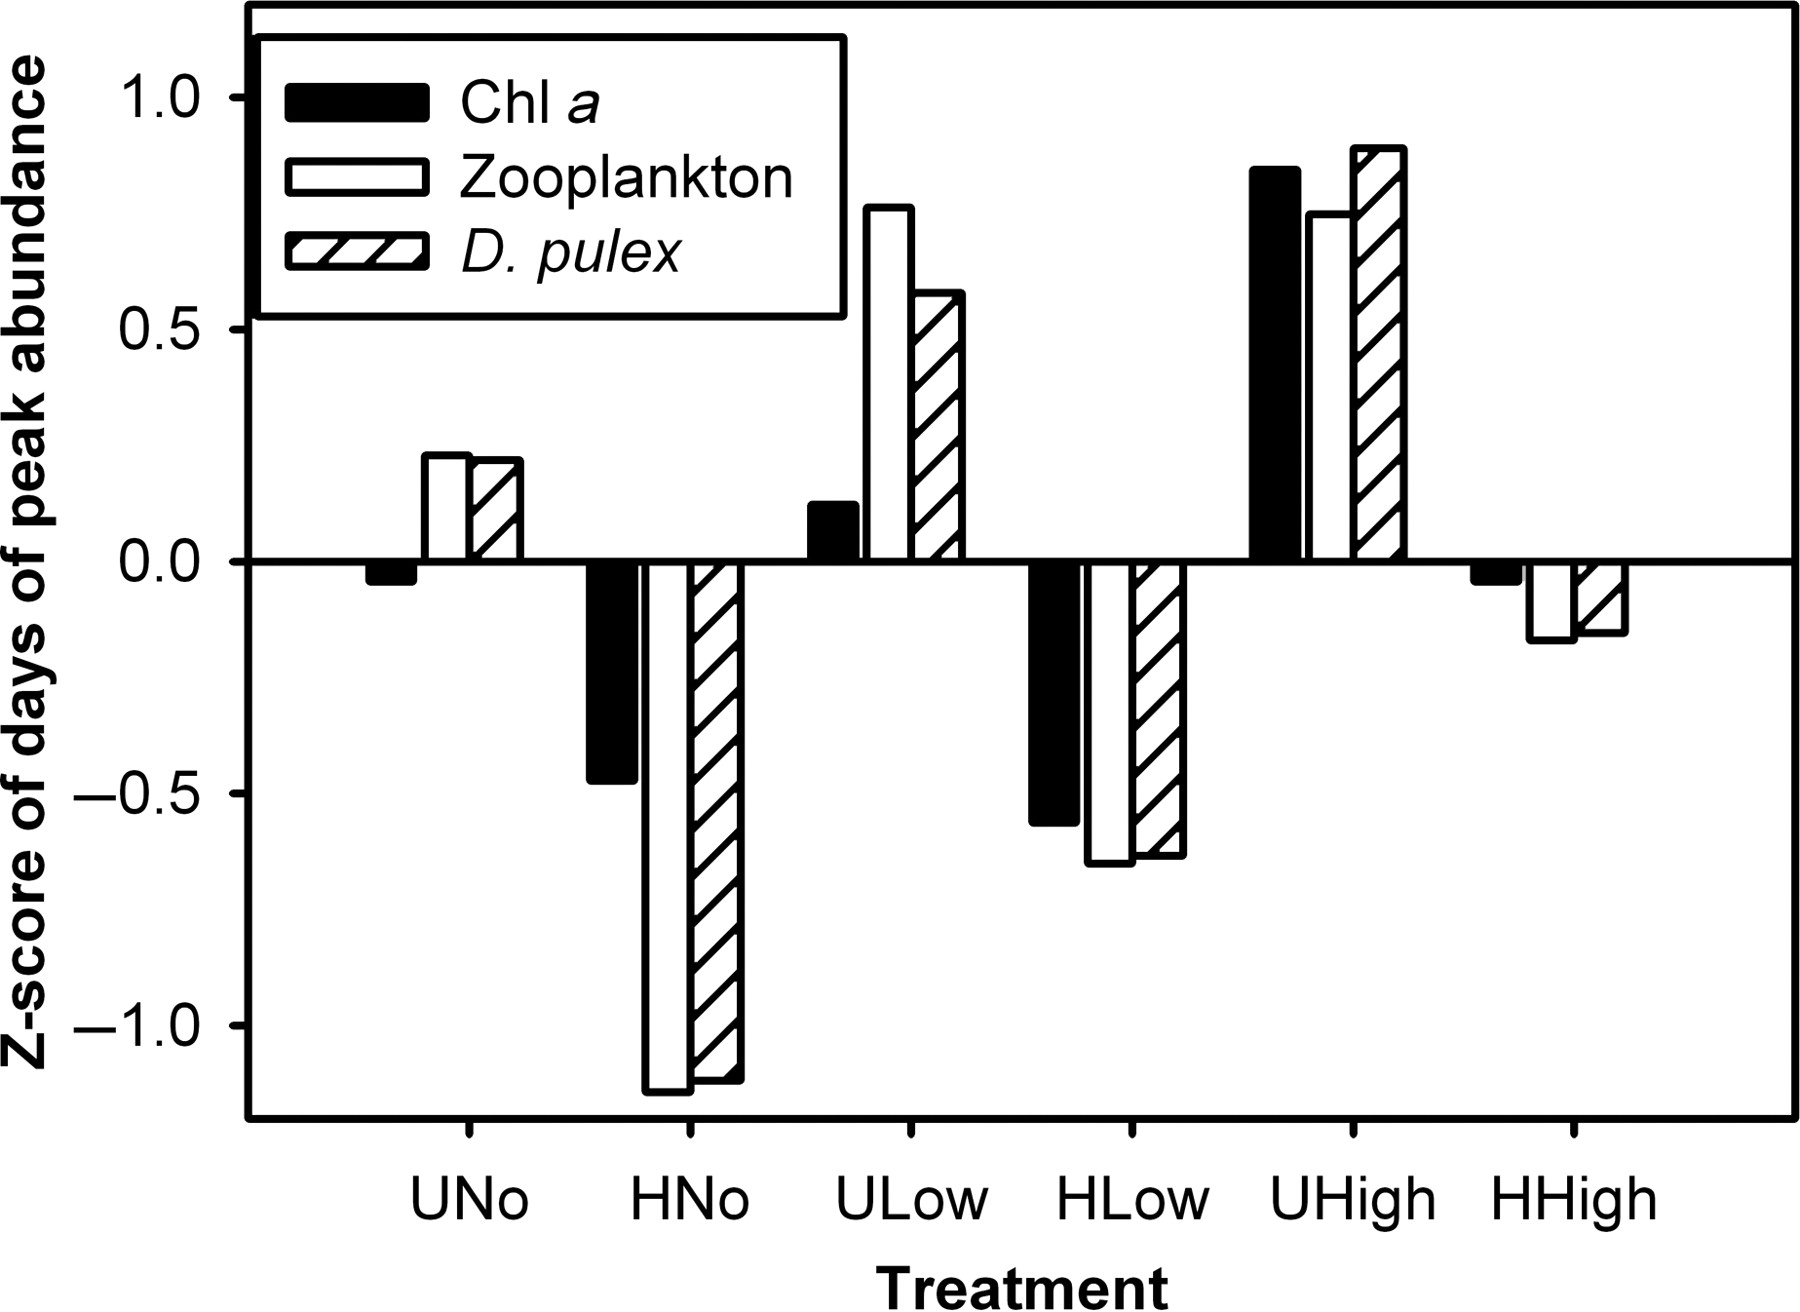 Z-score of days of peak abundance
Chl a
Zooplankton
D. pulex
1.0
0.5
0.0
–0.5
–1.0
UNo HNo ULow HLow UHigh HHigh
Treatment